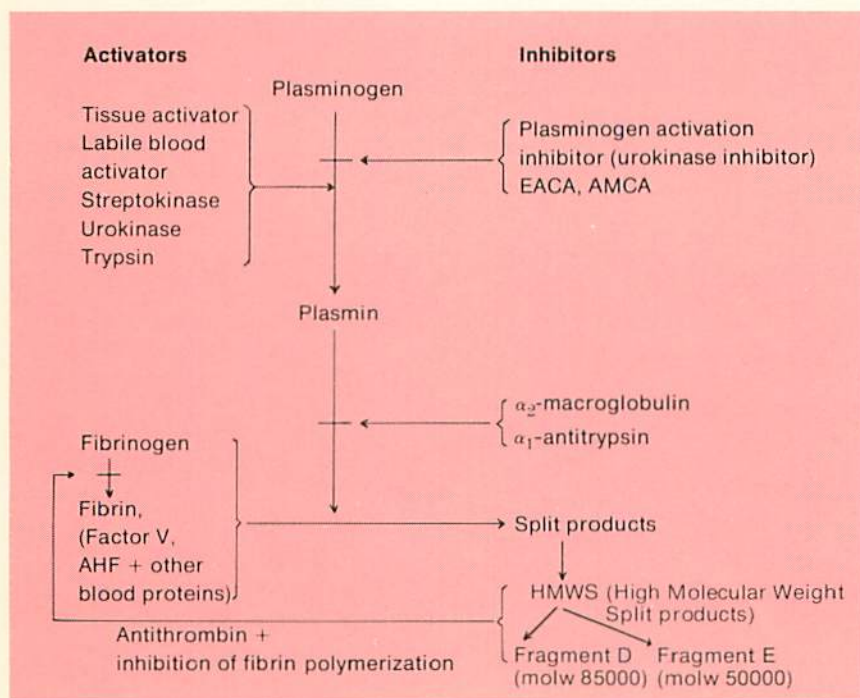 Activators
Inhibitors
Plasminogen
Tissue activator
Labile blood
activator
Streptokinase
Urokinase
Trypsin
Plasminogen activation
inhibitor (urokinase inhibitor)
EACA, AMCA
Plasmin
α2-macroglobulin
α1-antitrypsin
Fibrinogen
Fibrin,
(Factor V,
AHF + other
blood proteins)
Split products
HMWS (High Molecular Weight
Split products)
Antithrombin +
inhibition of fibrin polymerization
Fragment D
(molw 85000)
Fragment E
(molw 50000)